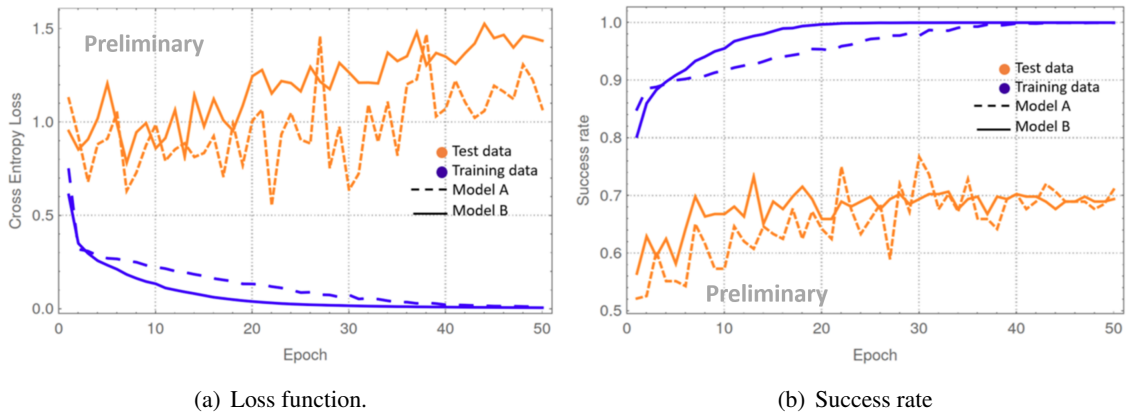 Preliminary
Cross Entropy Loss
1.5
1.0
0.5
0.0
0 10 20 30 40 50
Epoch
Test data
Training data
Model A
Model B
(a) Loss function.
Success rate
1.0
0.9
0.8
0.7
0.6
0.5
0 10 20 30 40 50
Epoch
Test data
Training data
Model A
Model B
Preliminary
(b) Success rate